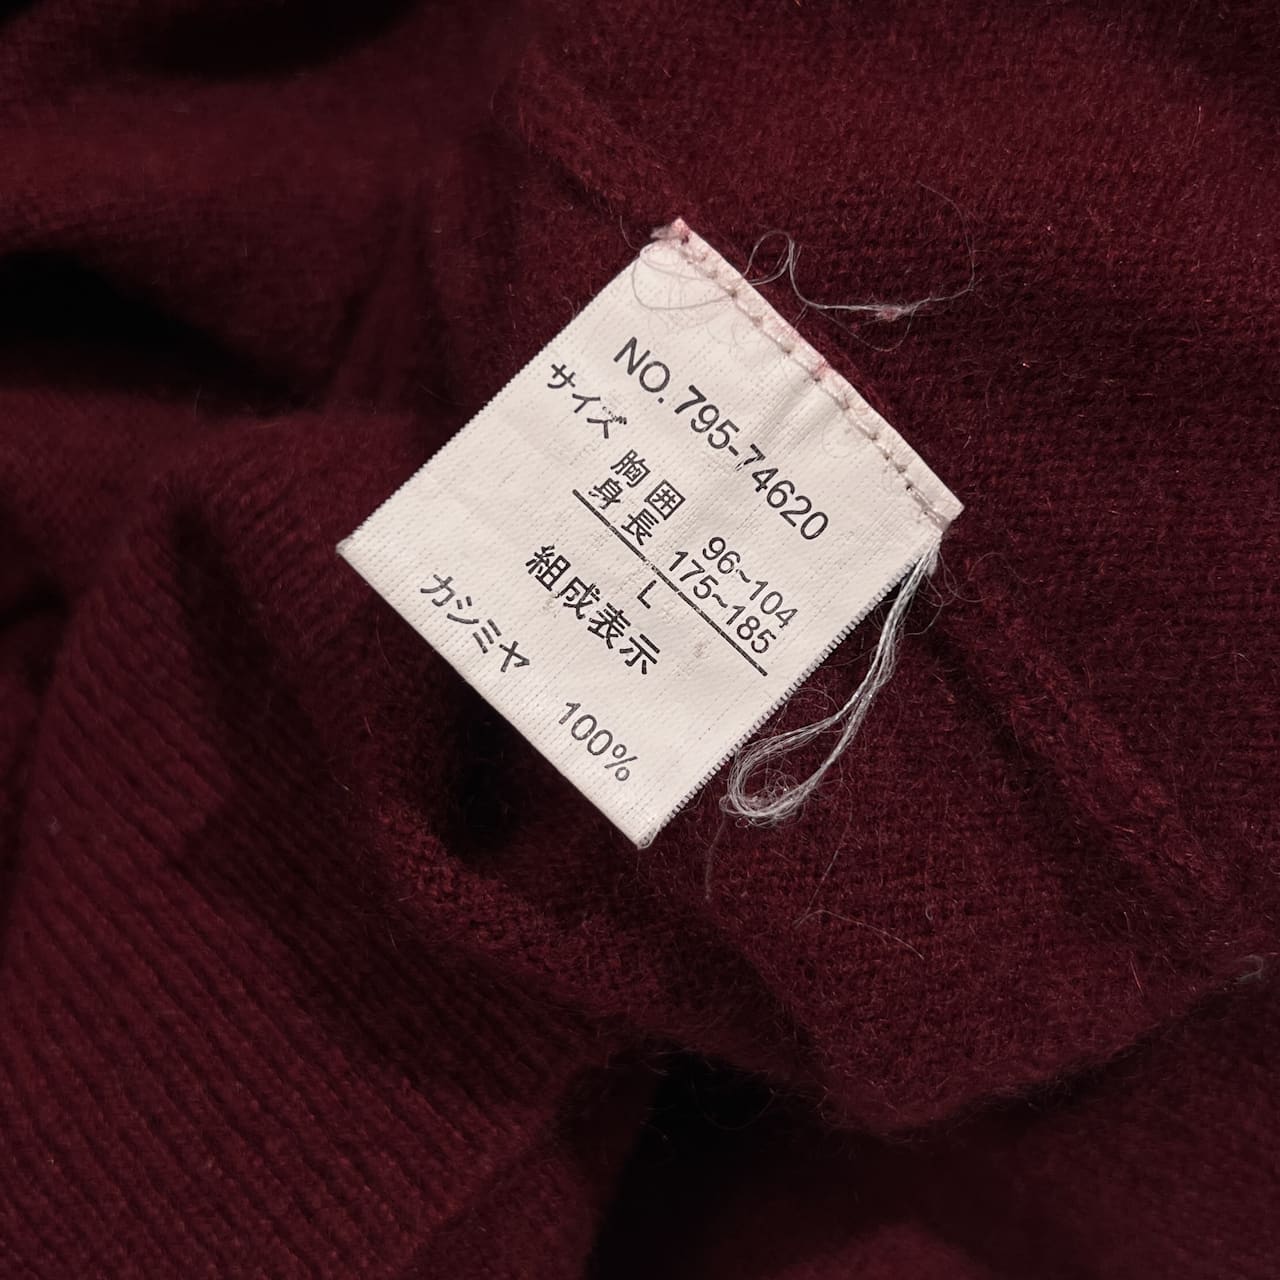 NO.795-74620
サイズ
胸囲 96~104
身長 175~185
L
組成表示
カシミヤ 100%